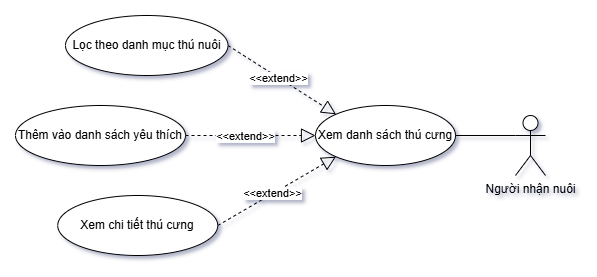 Lọc theo danh mục thú nuôi
<<extend>>
Thêm vào danh sách yêu thích
<<extend>>
Xem danh sách thú cưng
Người nhận nuôi
<<extend>>
Xem chi tiết thú cưng